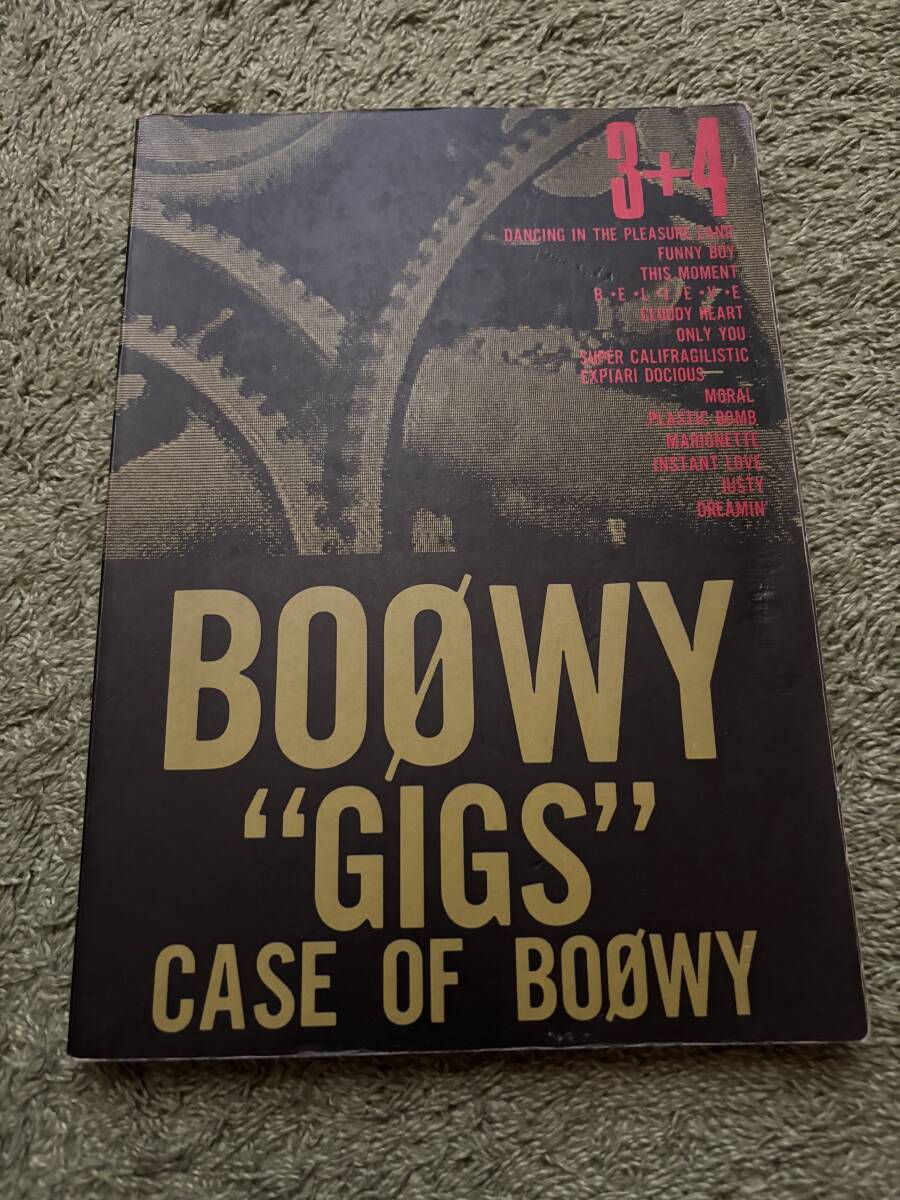 3+4
DANCING IN THE PLEASURE LAND
FUNNY BOY
THIS MOMENT
B・E・L・I・E・V・E
CLOUDY HEART
ONLY YOU
SUPER CALIFRAGILISTIC
EXPIARI DOCIOUS
MORAL
PLASTIC BOMB
MARIONETTE
INSTANT LOVE
JUSTY
DREAMIN'
BOØWY
“GIGS”
CASE OF BOØWY